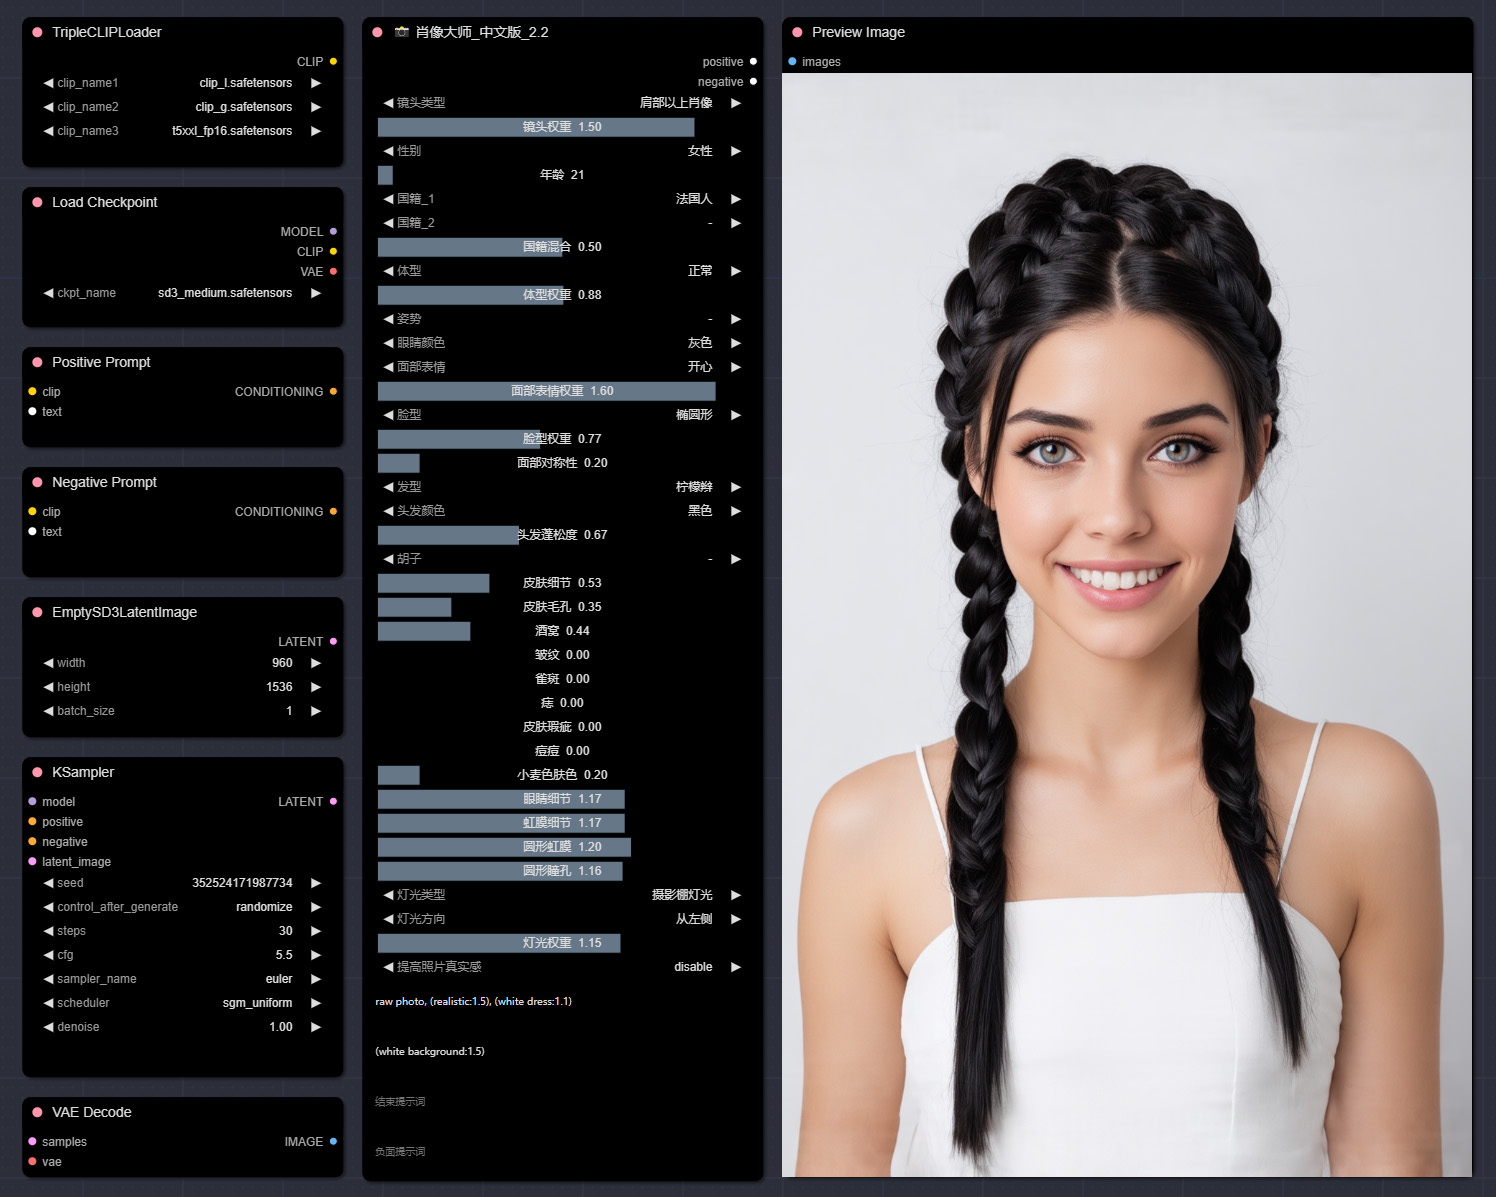 TripleCLIPLoader
CLIP
clip_name1 clip_l.safetensors
clip_name2 clip_g.safetensors
clip_name3 t5xxl_fp16.safetensors
Load Checkpoint
MODEL
CLIP
VAE
ckpt_name sd3_medium.safetensors
Positive Prompt
clip CONDITIONING
text
Negative Prompt
clip CONDITIONING
text
EmptySD3LatentImage
LATENT
width 960
height 1536
batch_size 1
KSampler
model LATENT
positive
negative
latent_image
seed 352524171987734
control_after_generate randomize
steps 30
cfg 5.5
sampler_name euler
scheduler sgm_uniform
denoise 1.00
VAE Decode
samples IMAGE
vae
肖像大师_中文版_2.2
positive
negative
镜头类型 肩部以上肖像
镜头权重 1.50
性别 女性
年龄 21
国籍_1 法国人
国籍_2 -
国籍混合 0.50
体型 正常
体型权重 0.88
姿势 -
眼睛颜色 灰色
面部表情 开心
面部表情权重 1.60
脸型 椭圆形
脸型权重 0.77
面部对称性 0.20
发型 柠檬辫
头发颜色 黑色
头发蓬松度 0.67
胡子 -
皮肤细节 0.53
皮肤毛孔 0.35
酒窝 0.44
皱纹 0.00
雀斑 0.00
痣 0.00
皮肤瑕疵 0.00
痘痘 0.00
小麦色肤色 0.20
眼睛细节 1.17
虹膜细节 1.17
圆形虹膜 1.20
圆形瞳孔 1.16
灯光类型 摄影棚灯光
灯光方向 从左侧
灯光权重 1.15
提高照片真实感 disable
raw photo, (realistic:1.5), (white dress:1.1)
(white background:1.5)
结束提示词
负面提示词
Preview Image
images